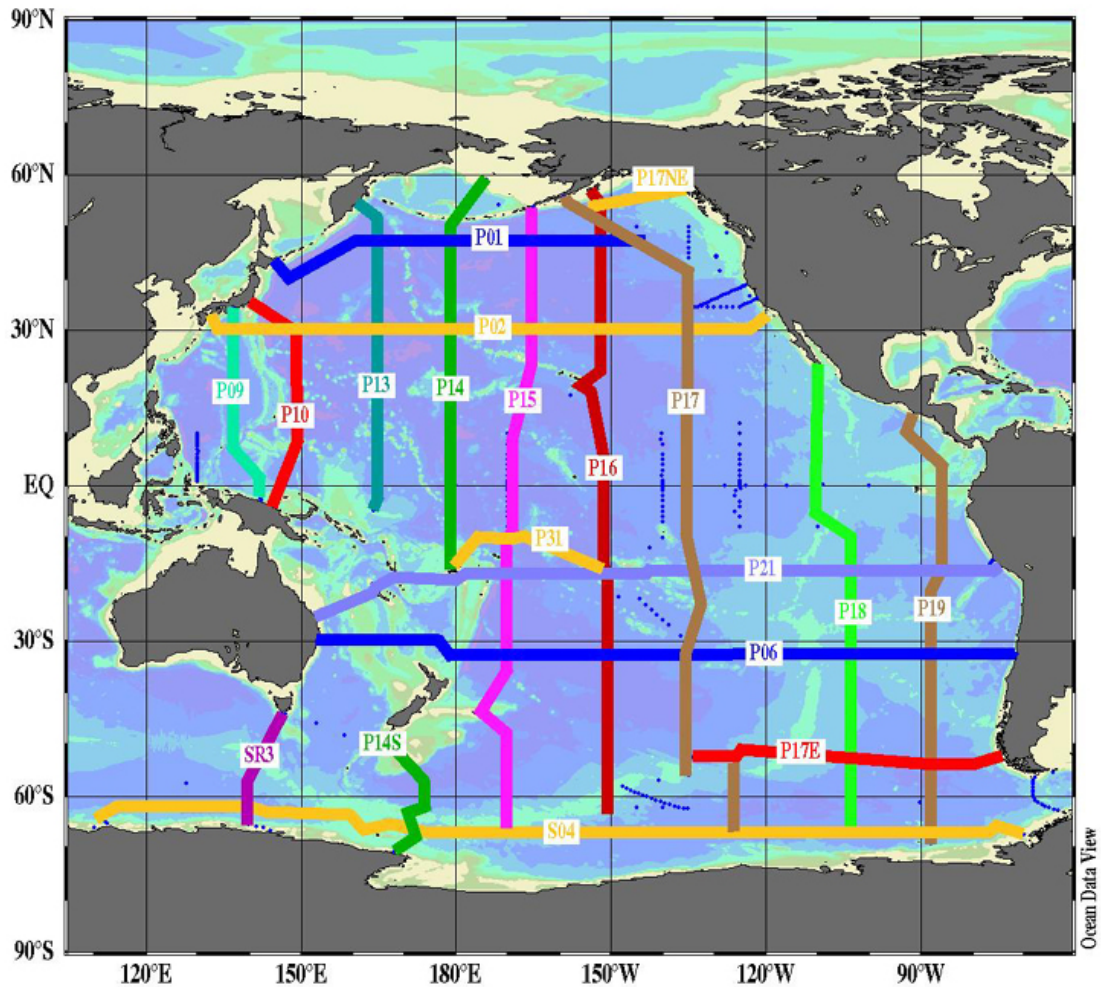 90°N
60°N
P17NE
P01
30°N
P02
P09
P13
P14
P15
P17
P10
P16
EQ
P31
P21
P18
P19
30°S
P06
SR3
P14S
P17E
60°S
S04
90°S
120°E
150°E
180°E
150°W
120°W
90°W
Ocean Data View